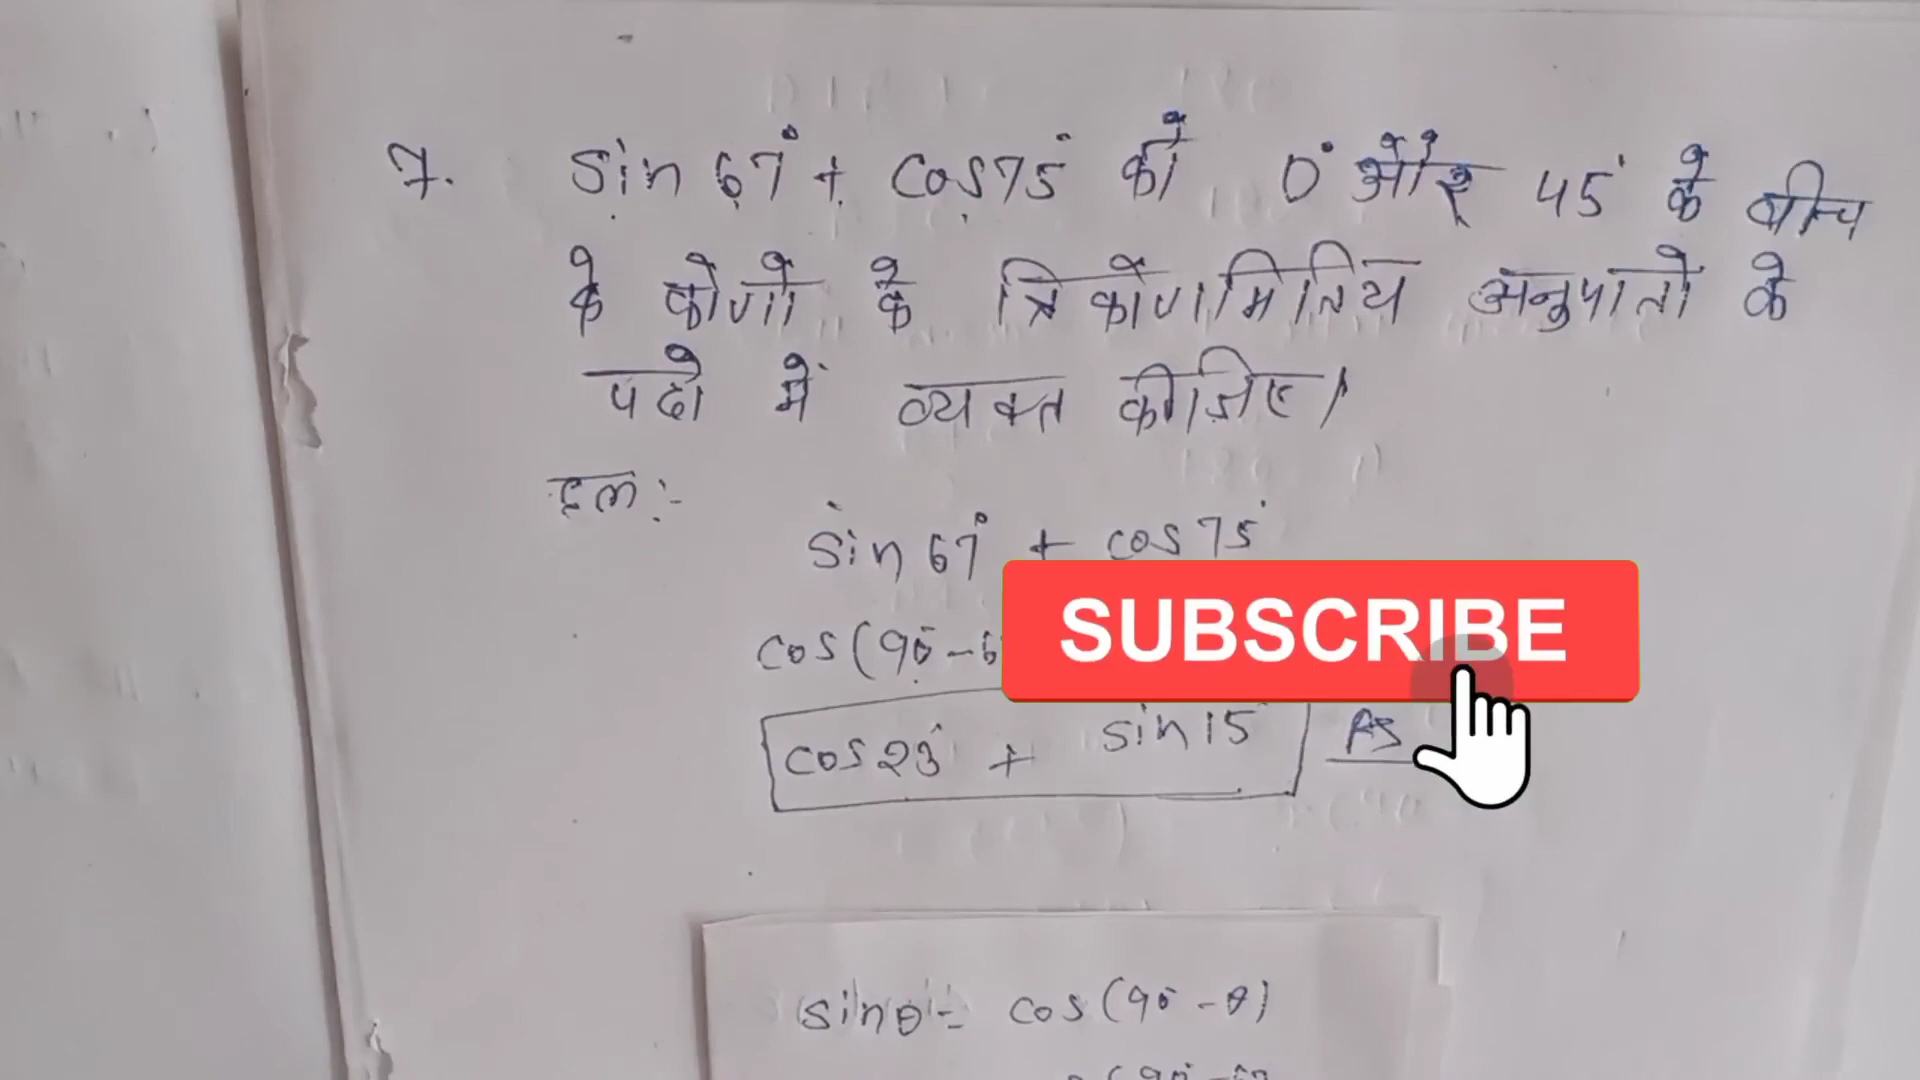 7. sin 67° + cos 75° को 0° और 45° के बीच
के कोणों के त्रिकोणमितिय अनुपातो के
पदो में व्यक्त कीजिए।
हल :-
sin 67° + cos 75°
cos (90° - 6
SUBSCRIBE
cos 23° + sin 15°
sin θ = cos (90° - θ)